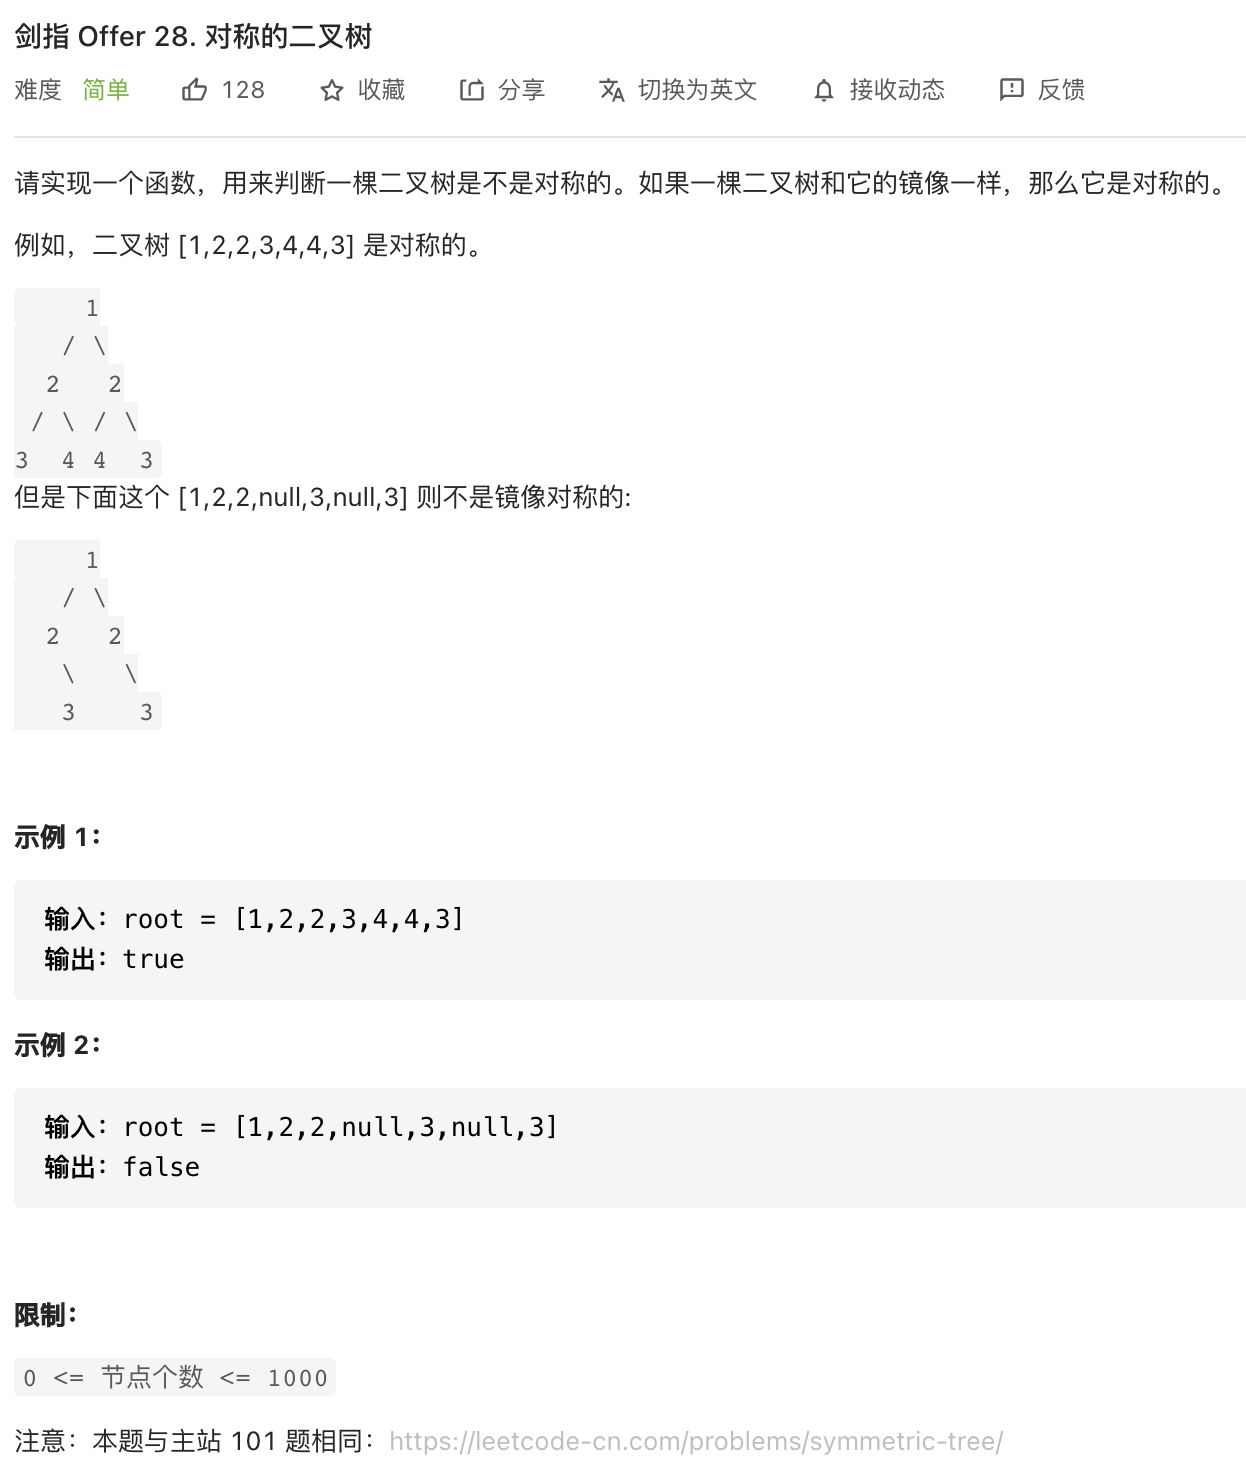 剑指 Offer 28. 对称的二叉树
难度 简单 128 收藏 分享 切换为英文 接收动态 反馈
请实现一个函数，用来判断一棵二叉树是不是对称的。如果一棵二叉树和它的镜像一样，那么它是对称的。
例如，二叉树 [1,2,2,3,4,4,3] 是对称的。
1
/ \
2 2
/ \ / \
3 4 4 3
但是下面这个 [1,2,2,null,3,null,3] 则不是镜像对称的:
1
/ \
2 2
\ \
3 3
示例 1：
输入：root = [1,2,2,3,4,4,3]
输出：true
示例 2：
输入：root = [1,2,2,null,3,null,3]
输出：false
限制：
0 <= 节点个数 <= 1000
注意：本题与主站 101 题相同：https://leetcode-cn.com/problems/symmetric-tree/